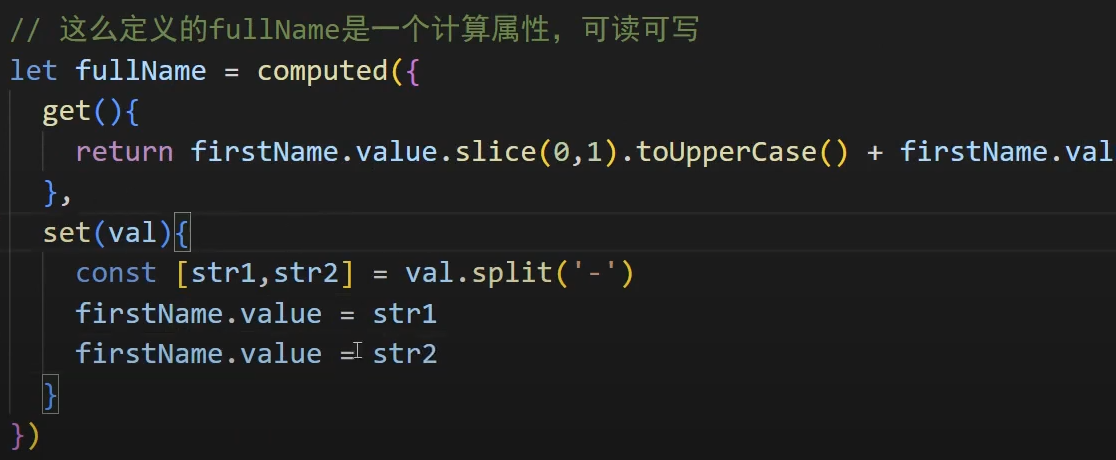 // 这么定义的fullName是一个计算属性，可读可写
let fullName = computed({
get(){
return firstName.value.slice(0,1).toUpperCase() + firstName.val
},
set(val){
const [str1,str2] = val.split('-')
firstName.value = str1
firstName.value = str2
}
})